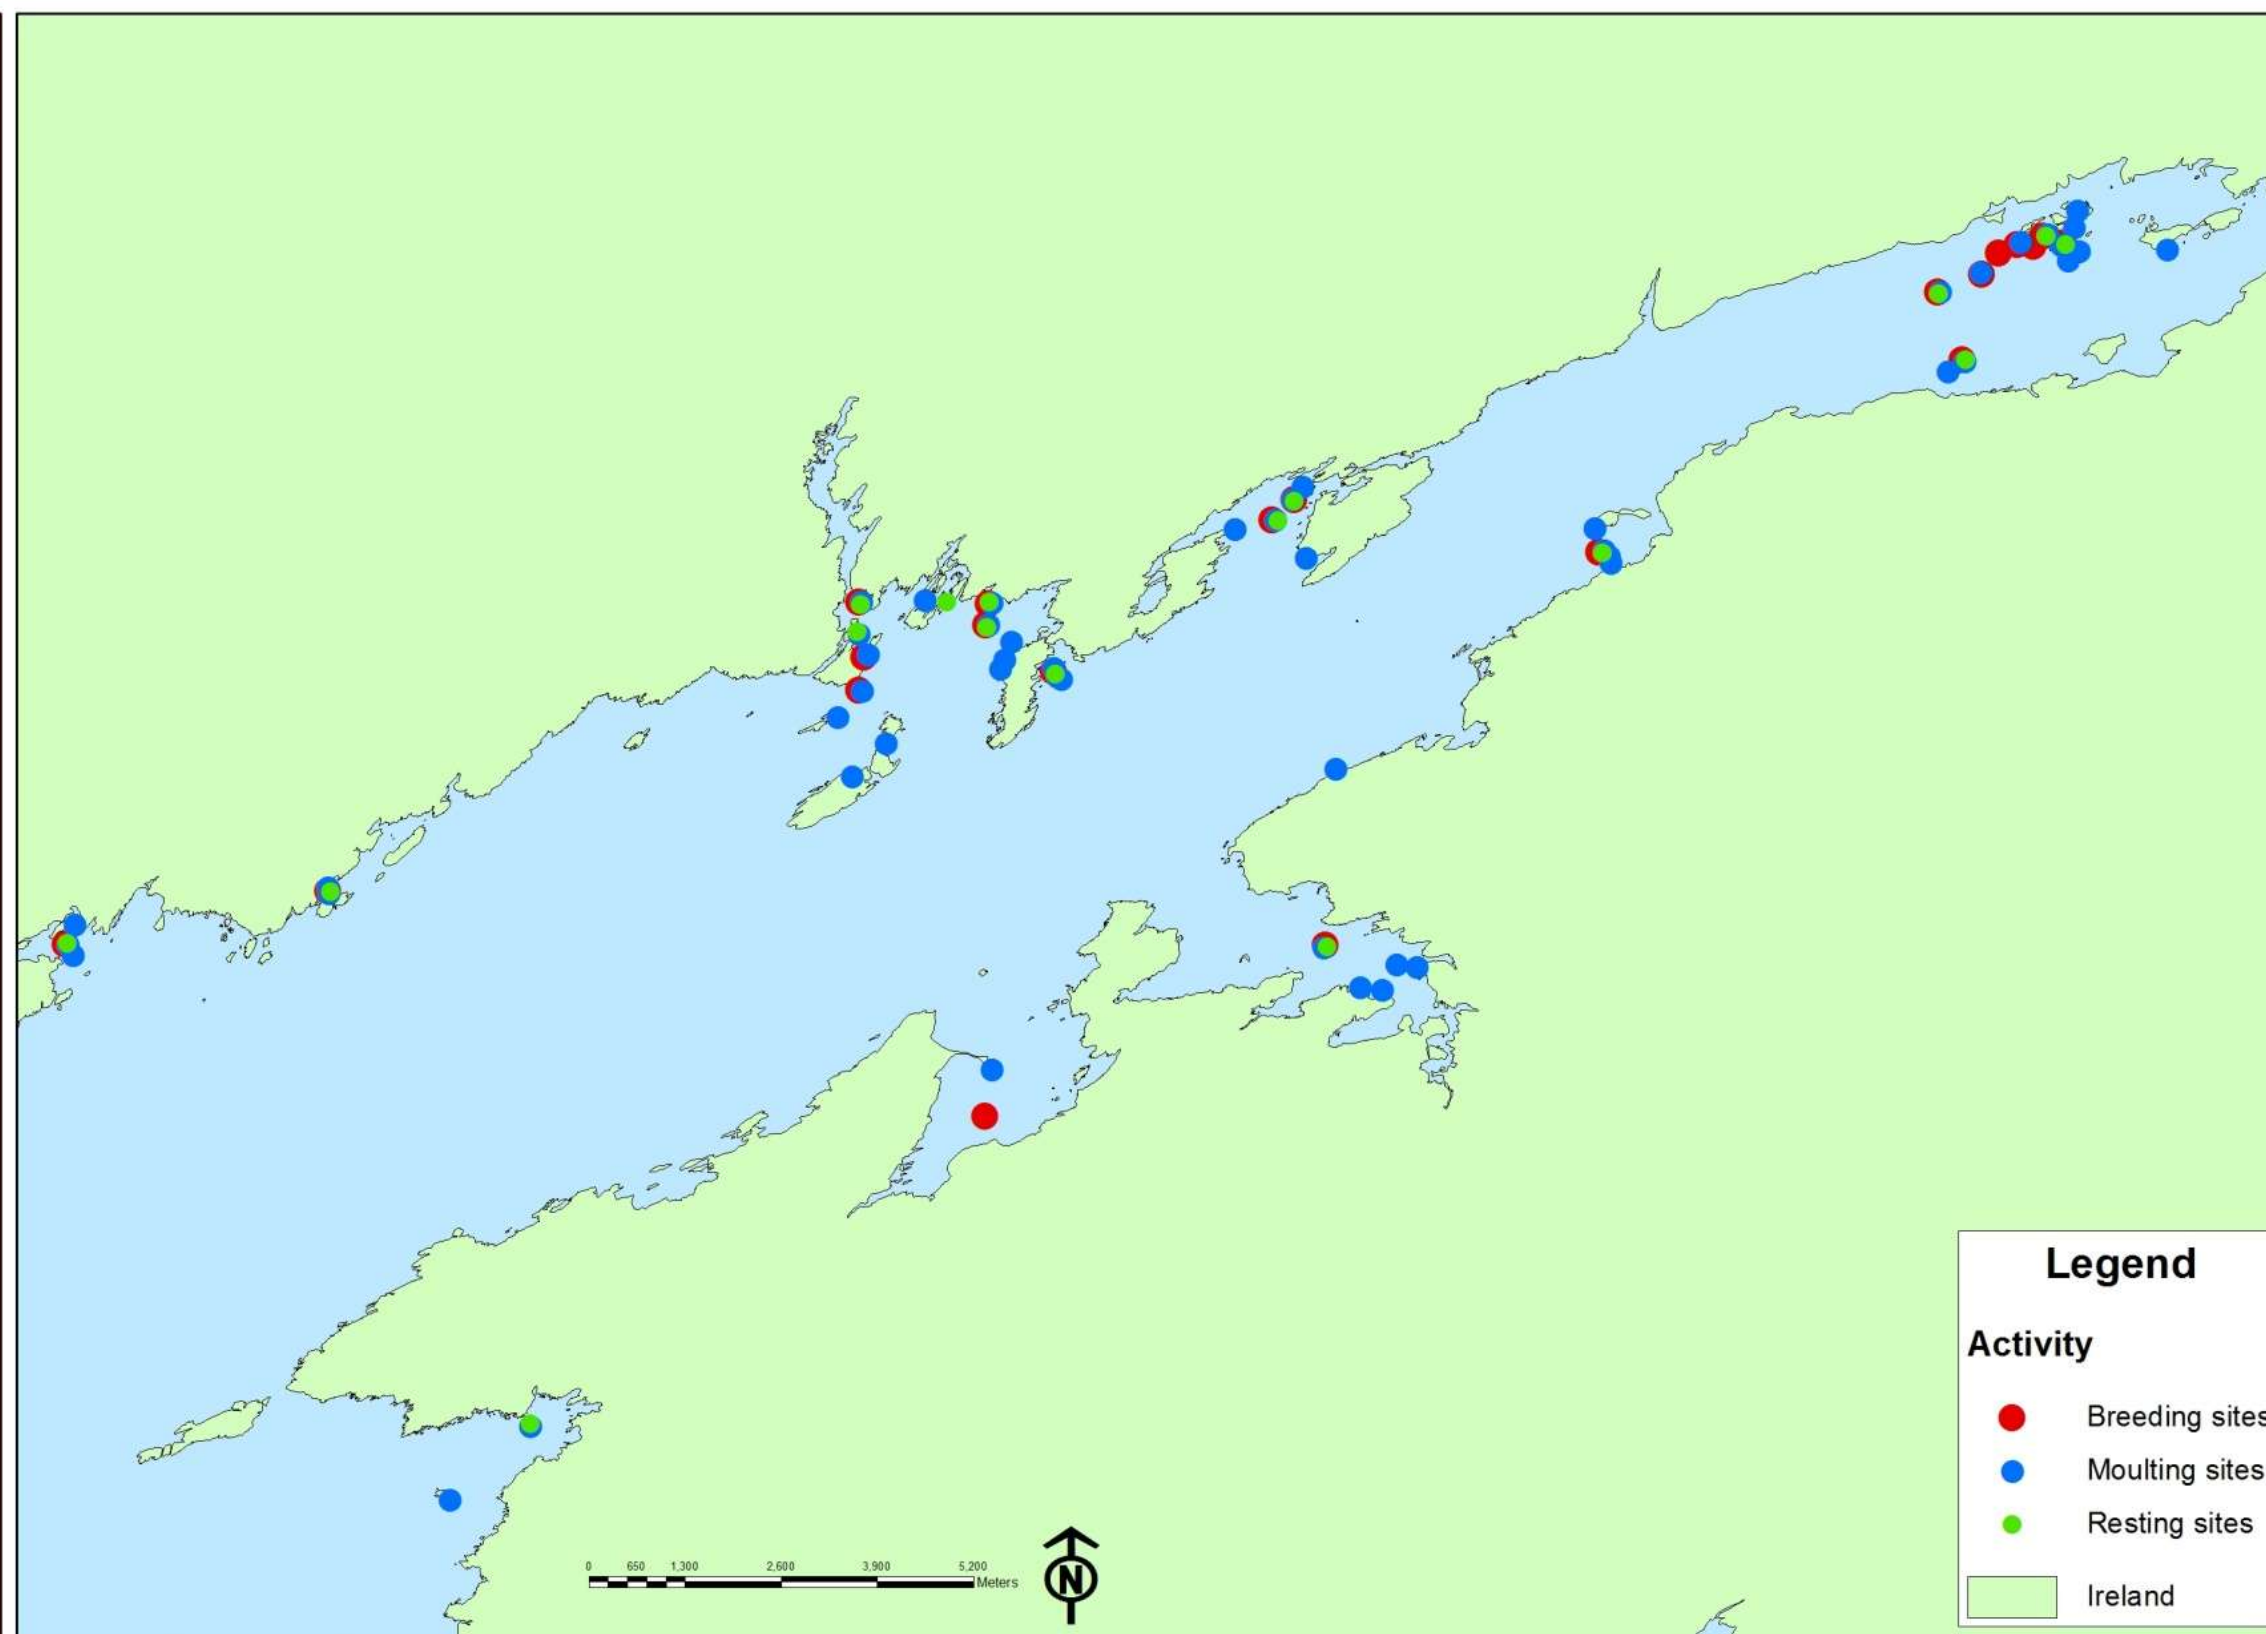 0 650 1,300 2,600 3,900 5,200
Meters
N
Legend
Activity
Breeding sites
Moulting sites
Resting sites
Ireland